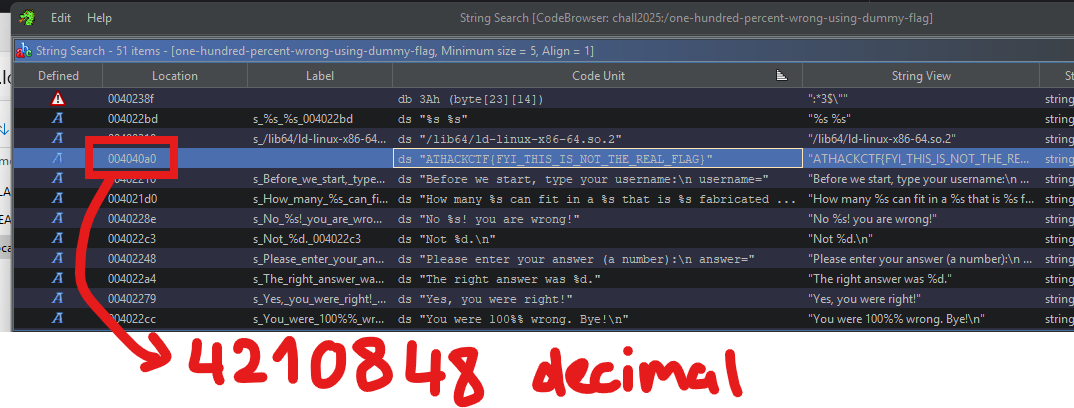 Edit Help String Search [CodeBrowser: chall2025:/one-hundred-percent-wrong-using-dummy-flag]
String Search - 51 items - [one-hundred-percent-wrong-using-dummy-flag, Minimum size = 5, Align = 1]
Defined Location Label Code Unit String View
0040238f db 3Ah (byte[23][14]) ":*3$\""
A 004022bd s_%s_%s_004022bd ds "%s %s" "%s %s" string
A s_/lib64/ld-linux-x86-64... ds "/lib64/ld-linux-x86-64.so.2" "/lib64/ld-linux-x86-64.so.2" string
A 004040a0 ds "ATHACKCTF{FYI_THIS_IS_NOT_THE_REAL_FLAG}" "ATHACKCTF{FYI_THIS_IS_NOT_THE_RE... string
A s_Before_we_start,_type... ds "Before we start, type your username:\n username=" "Before we start, type your username:\n ... string
A 004021d0 s_How_many_%s_can_fi... ds "How many %s can fit in a %s that is %s fabricated ... "How many %s can fit in a %s that is %s f... string
A 0040228e s_No_%s!_you_are_wro... ds "No %s! you are wrong!" "No %s! you are wrong!" string
A 004022c3 s_Not_%d._004022c3 ds "Not %d.\n" "Not %d.\n" string
A 00402248 s_Please_enter_your_an... ds "Please enter your answer (a number):\n answer=" "Please enter your answer (a number):\n ... string
A 004022a4 s_The_right_answer_wa... ds "The right answer was %d." "The right answer was %d." string
A 00402279 s_Yes,_you_were_right!_... ds "Yes, you were right!" "Yes, you were right!" string
A 004022cc s_You_were_100%%_wr... ds "You were 100%% wrong. Bye!\n" "You were 100%% wrong. Bye!\n" string
4210848 decimal